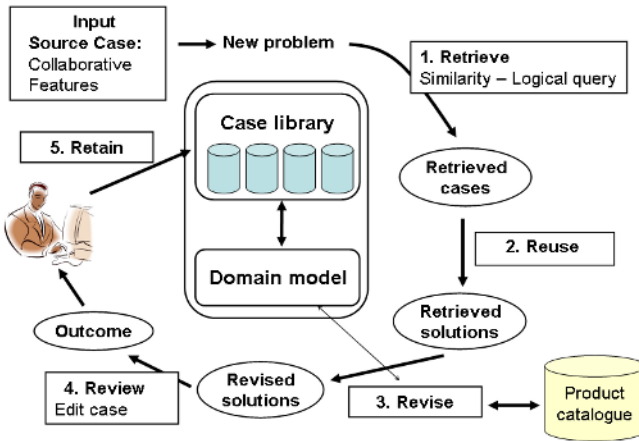 Input
Source Case:
Collaborative
Features
New problem
1. Retrieve
Similarity – Logical query
Case library
5. Retain
Retrieved
cases
2. Reuse
Domain model
Retrieved
solutions
Outcome
4. Review
Edit case
Revised solutions
3. Revise
Product
catalogue